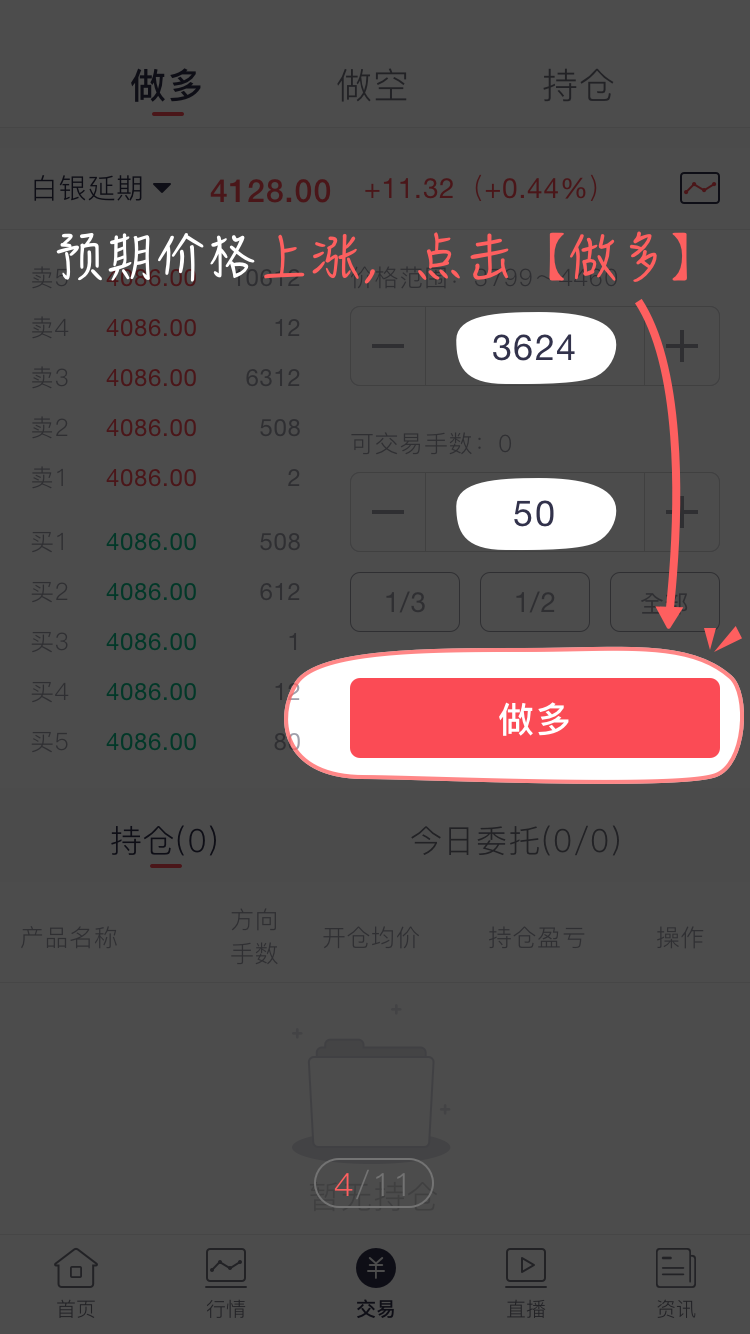 做多 做空 持仓
白银延期 4128.00 +11.32（+0.44%）
预期价格上涨，点击【做多】
卖5 4086.00 10612 价格范围：3799～4460
卖4 4086.00 12
3624
卖3 4086.00 6312
卖2 4086.00 508
可交易手数：0
卖1 4086.00 2
50
买1 4086.00 508
买2 4086.00 612
1/3 1/2 全部
买3 4086.00 1
买4 4086.00 12
做多
买5 4086.00 80
持仓(0) 今日委托(0/0)
产品名称 方向手数 开仓均价 持仓盈亏 操作
4/11
暂无持仓
首页 行情 交易 直播 资讯